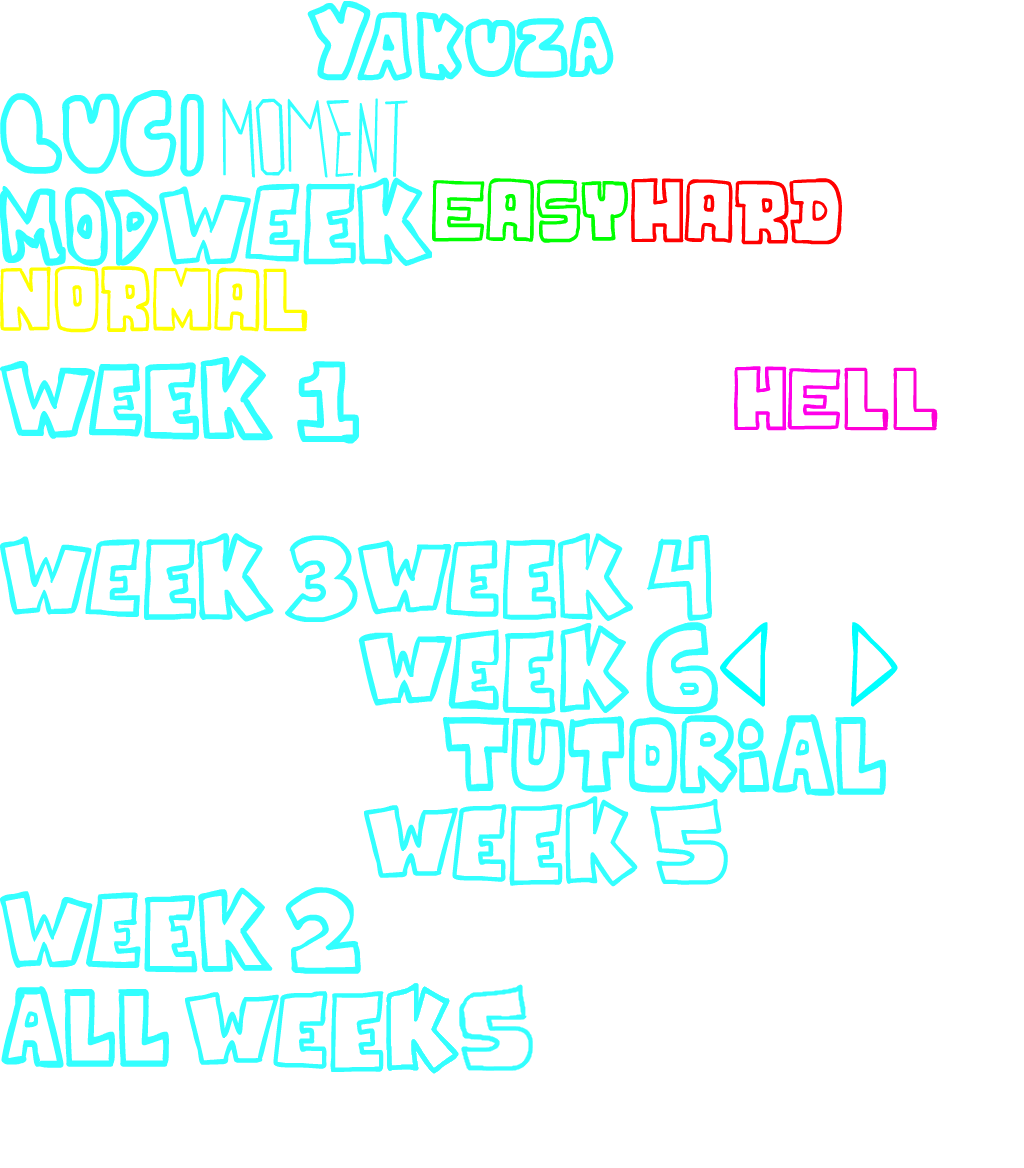 YAKUZA
LUCI MOMENT
MODWEEK EASY HARD
NORMAL
WEEK 1 HELL
WEEK 3 WEEK 4
WEEK 6
TUTORiAL
WEEK 5
WEEK 2
ALL WEEKS